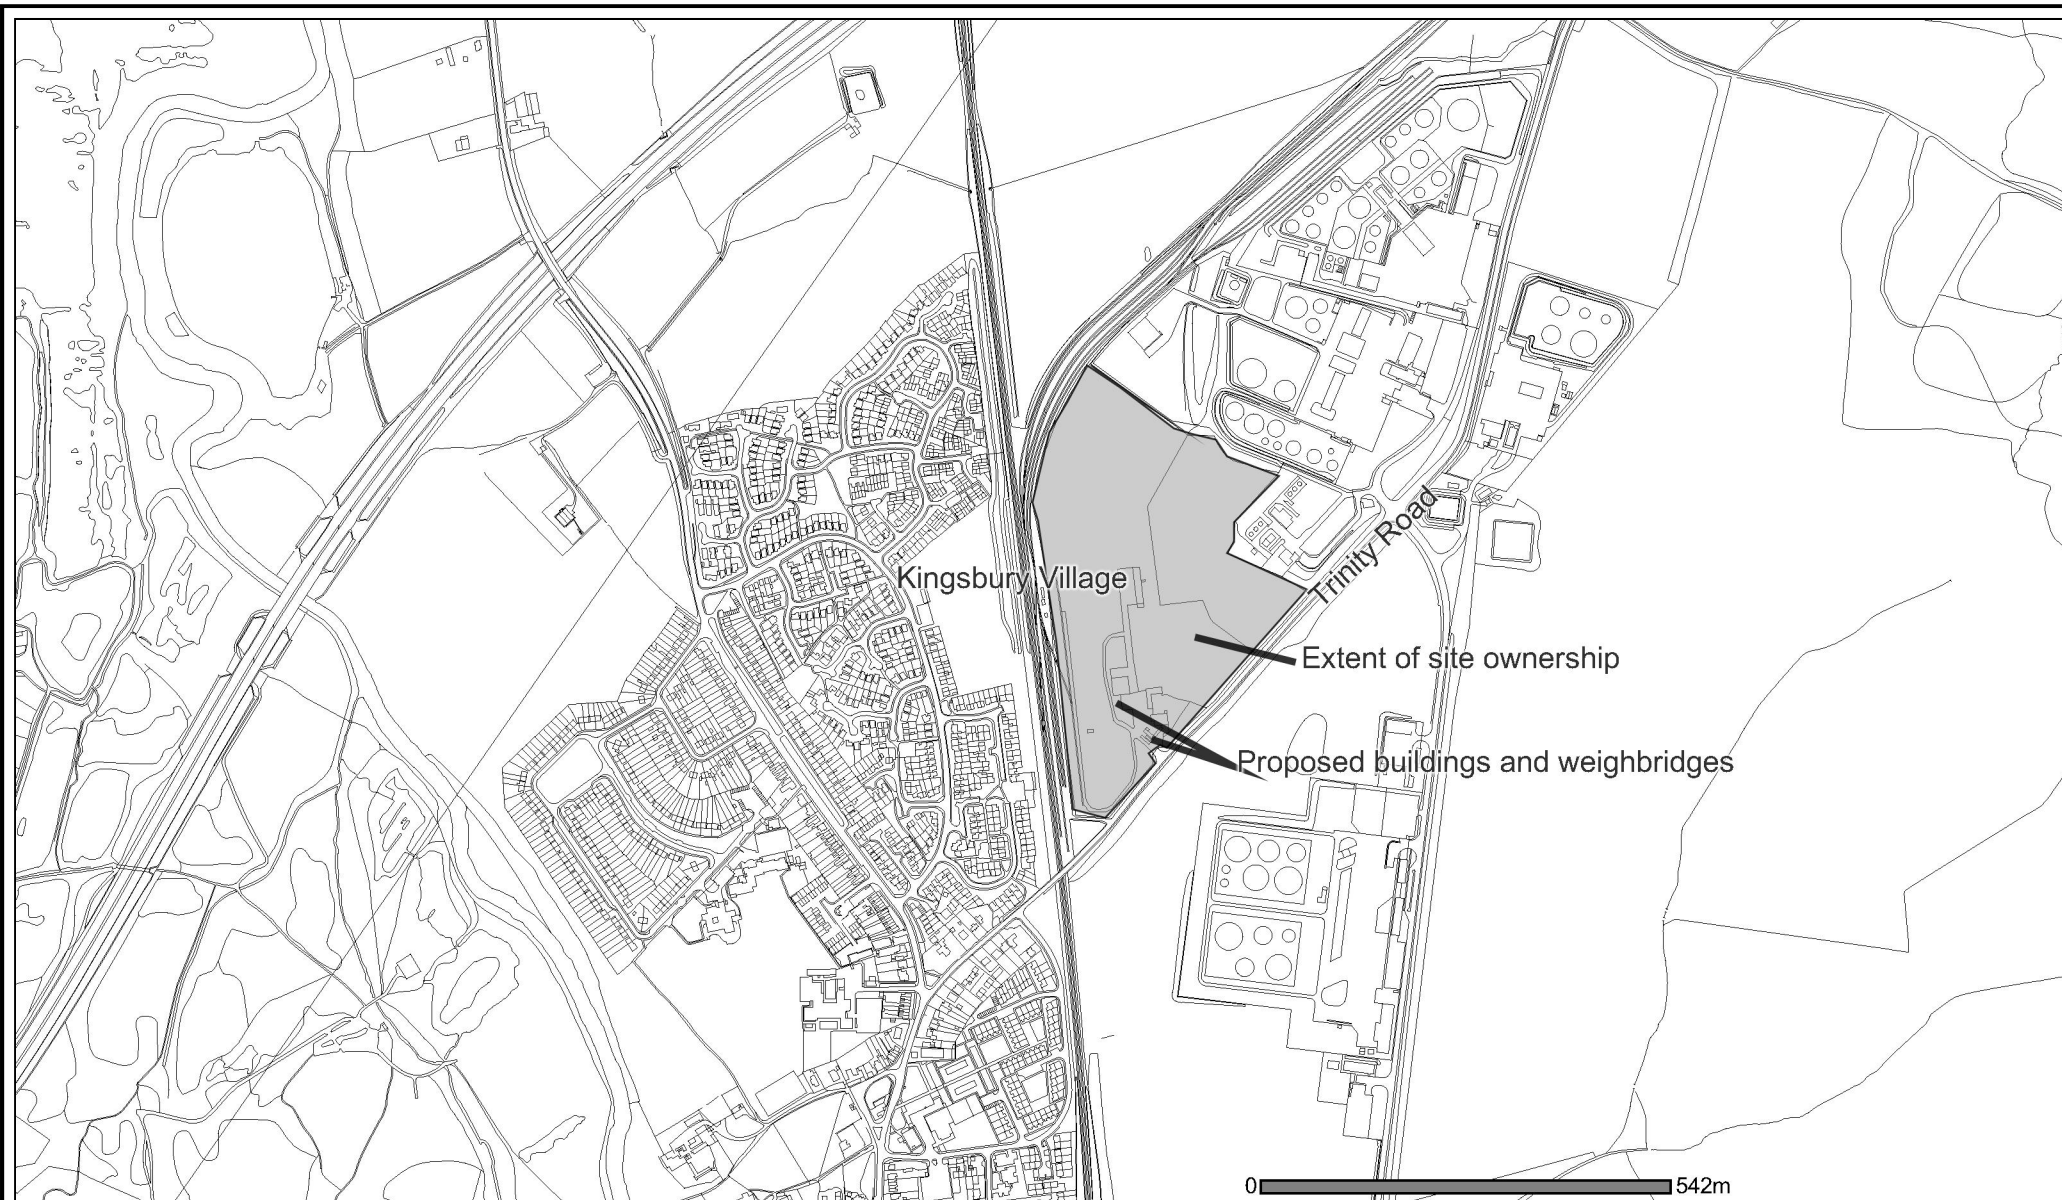 Kingsbury Village
Trinity Road
Extent of site ownership
Proposed buildings and weighbridges
0
542m